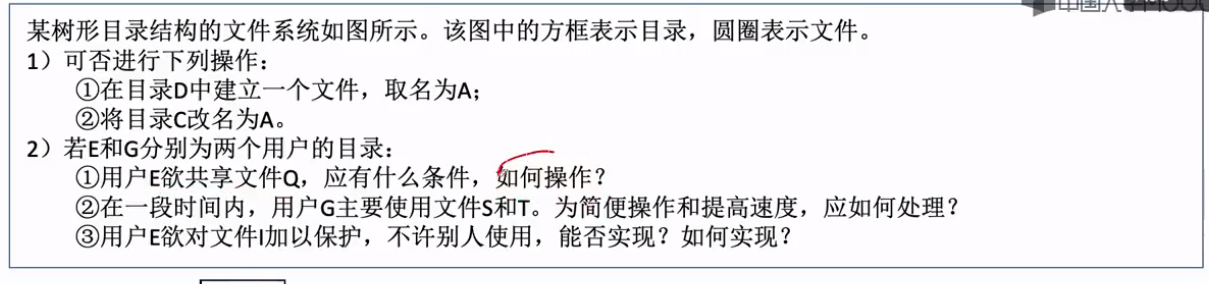 某树形目录结构的文件系统如图所示。该图中的方框表示目录，圆圈表示文件。
1）可否进行下列操作：
①在目录D中建立一个文件，取名为A；
②将目录C改名为A。
2）若E和G分别为两个用户的目录：
①用户E欲共享文件Q，应有什么条件，如何操作？
②在一段时间内，用户G主要使用文件S和T。为简便操作和提高速度，应如何处理？
③用户E欲对文件I加以保护，不许别人使用，能否实现？如何实现？